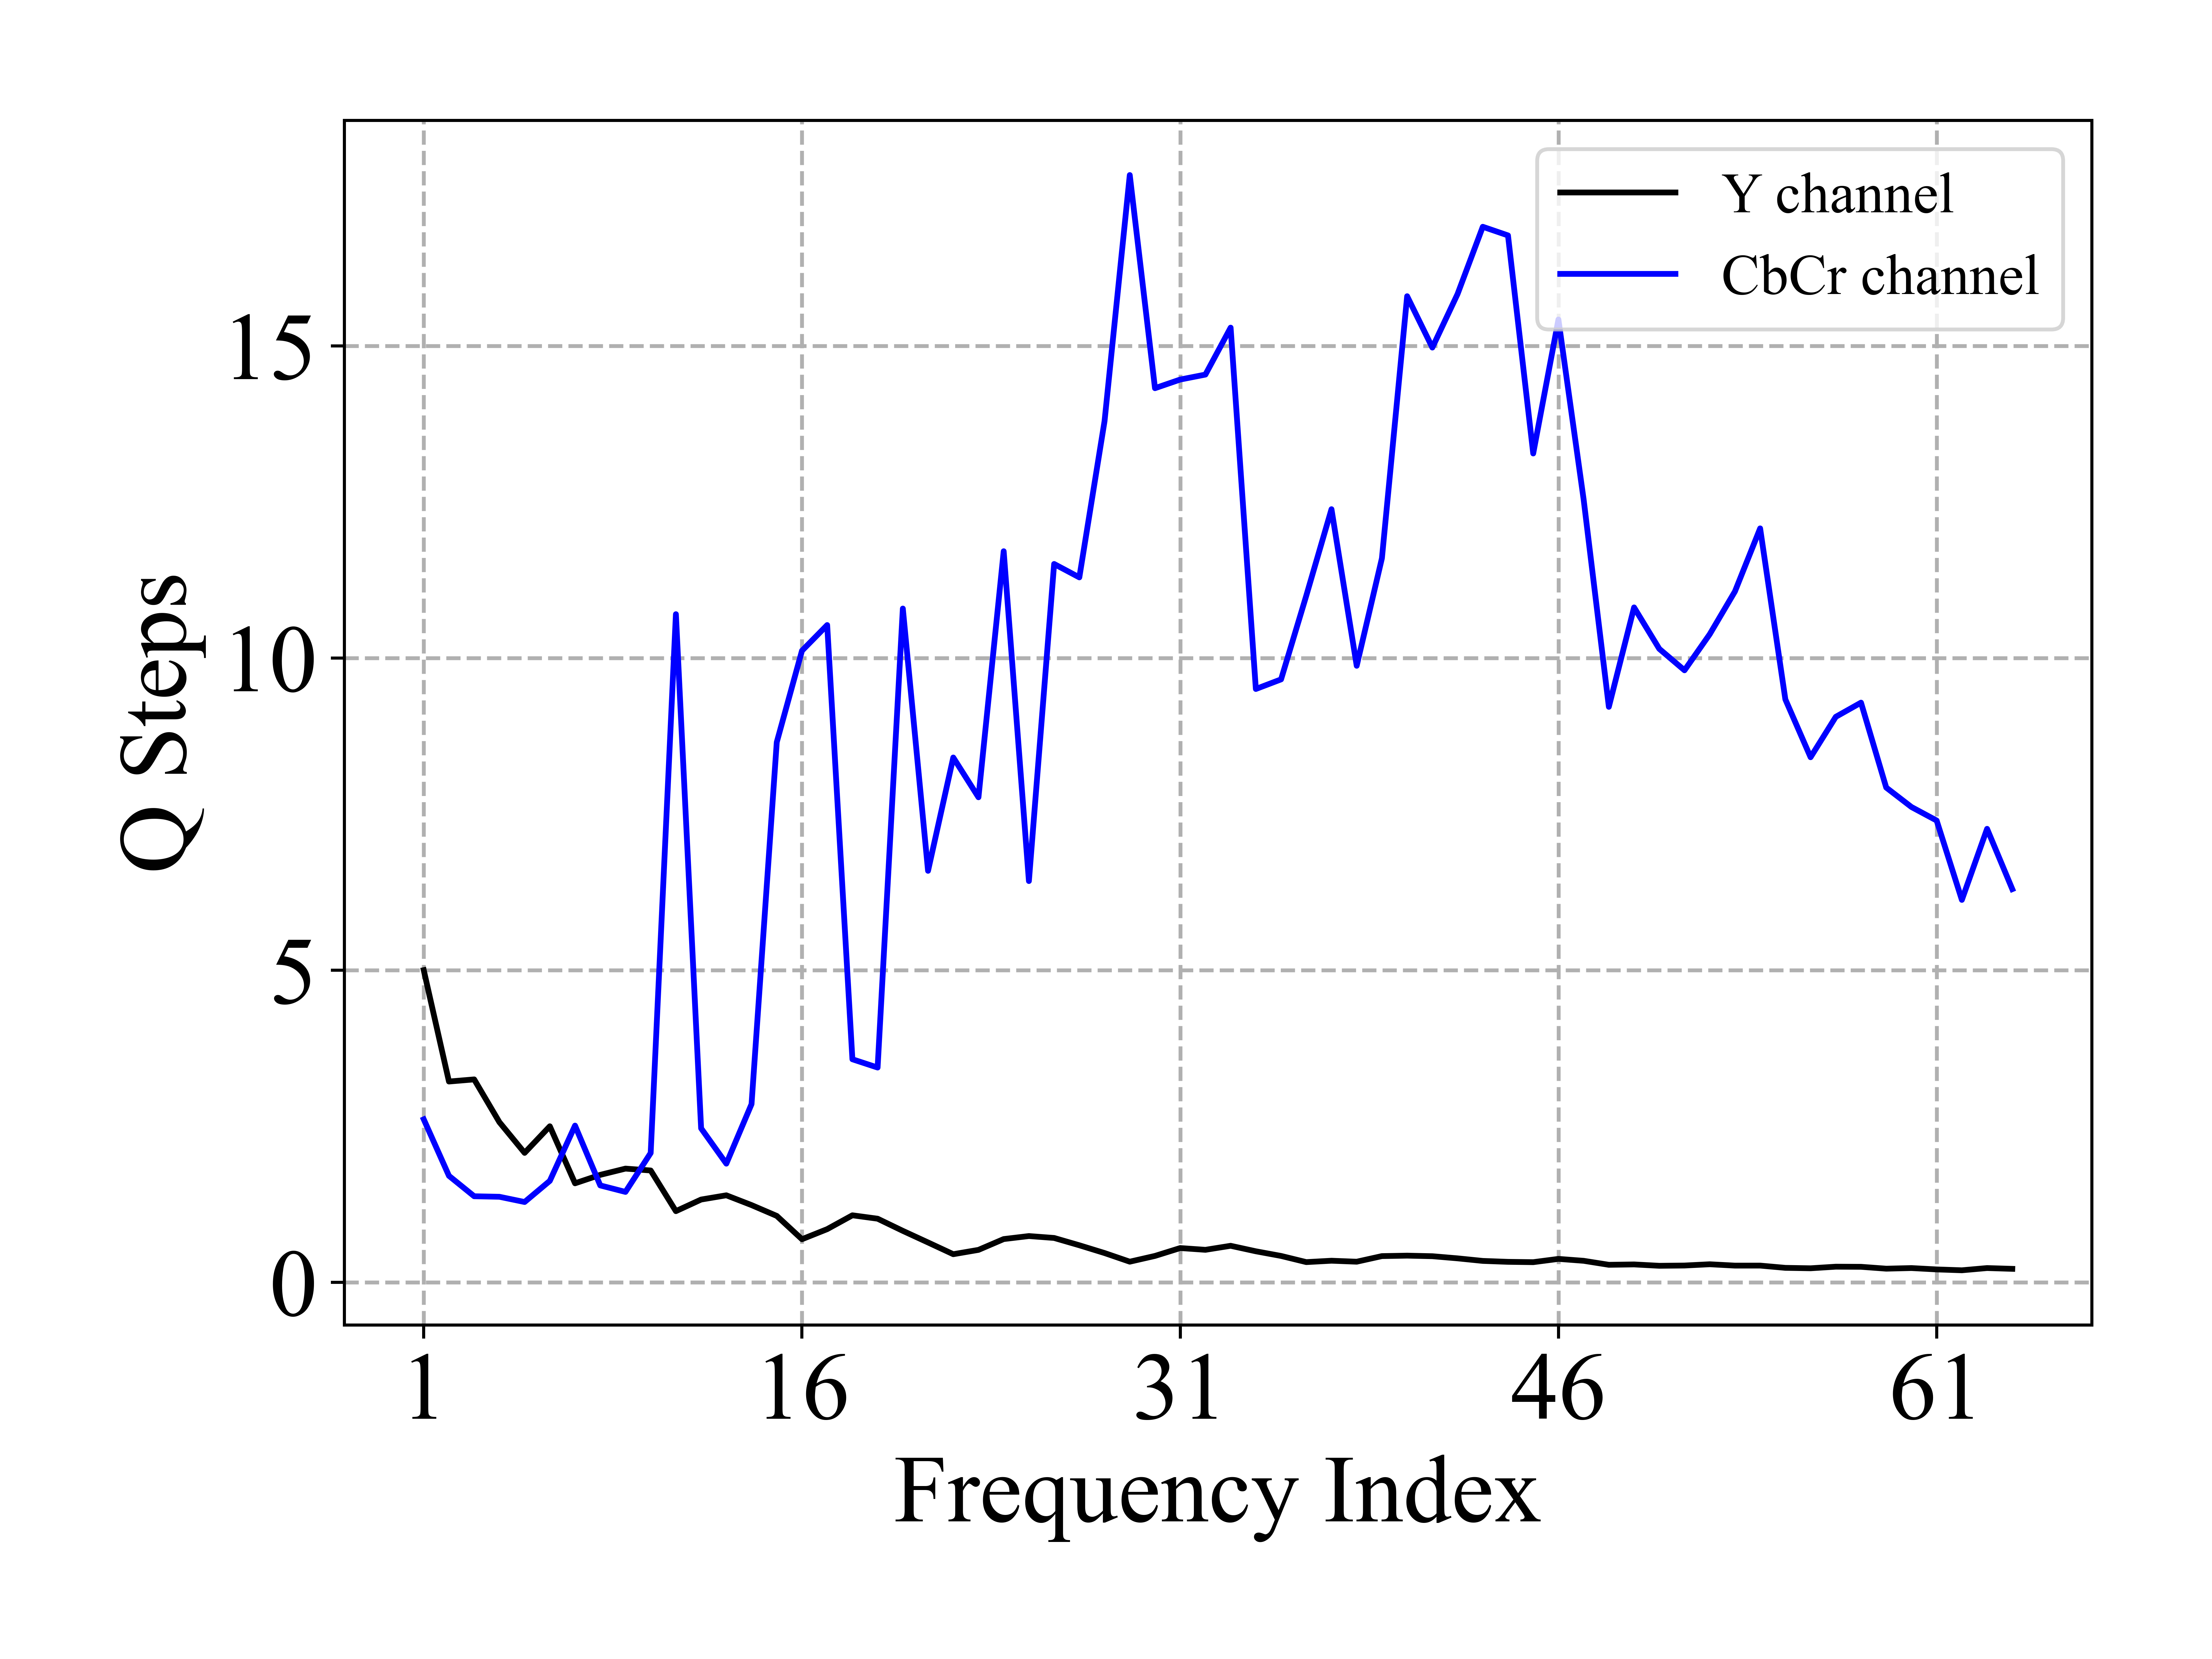 Y channel
CbCr channel
15
10
5
0
Q Steps
1 16 31 46 61
Frequency Index